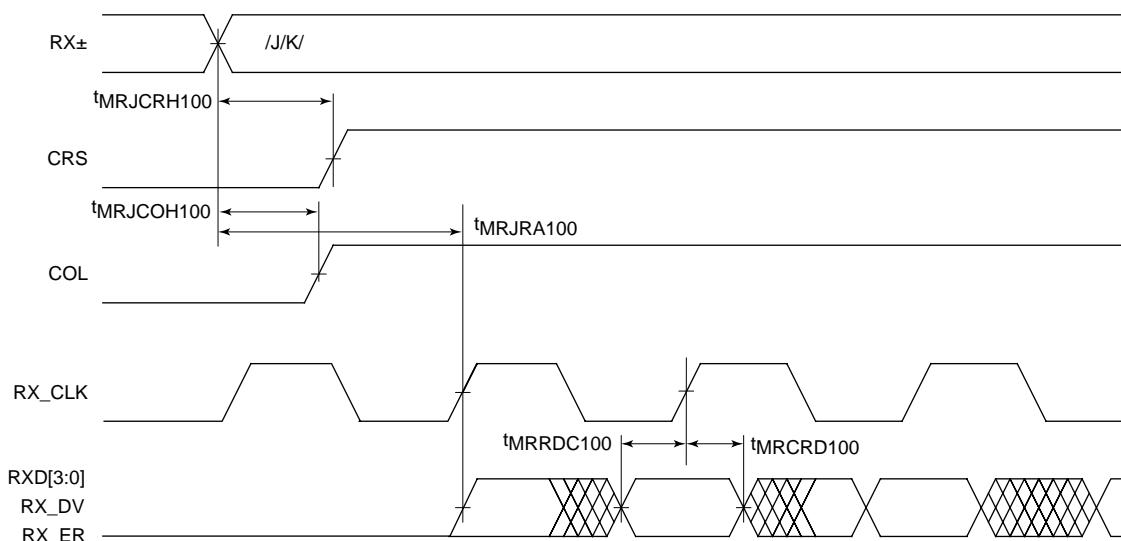 RX±
/J/K/
tMRJCRH100
CRS
tMRJCOH100
tMRJRA100
COL
RX_CLK
tMRRDC100
tMRCRD100
RXD[3:0]
RX_DV
RX_ER